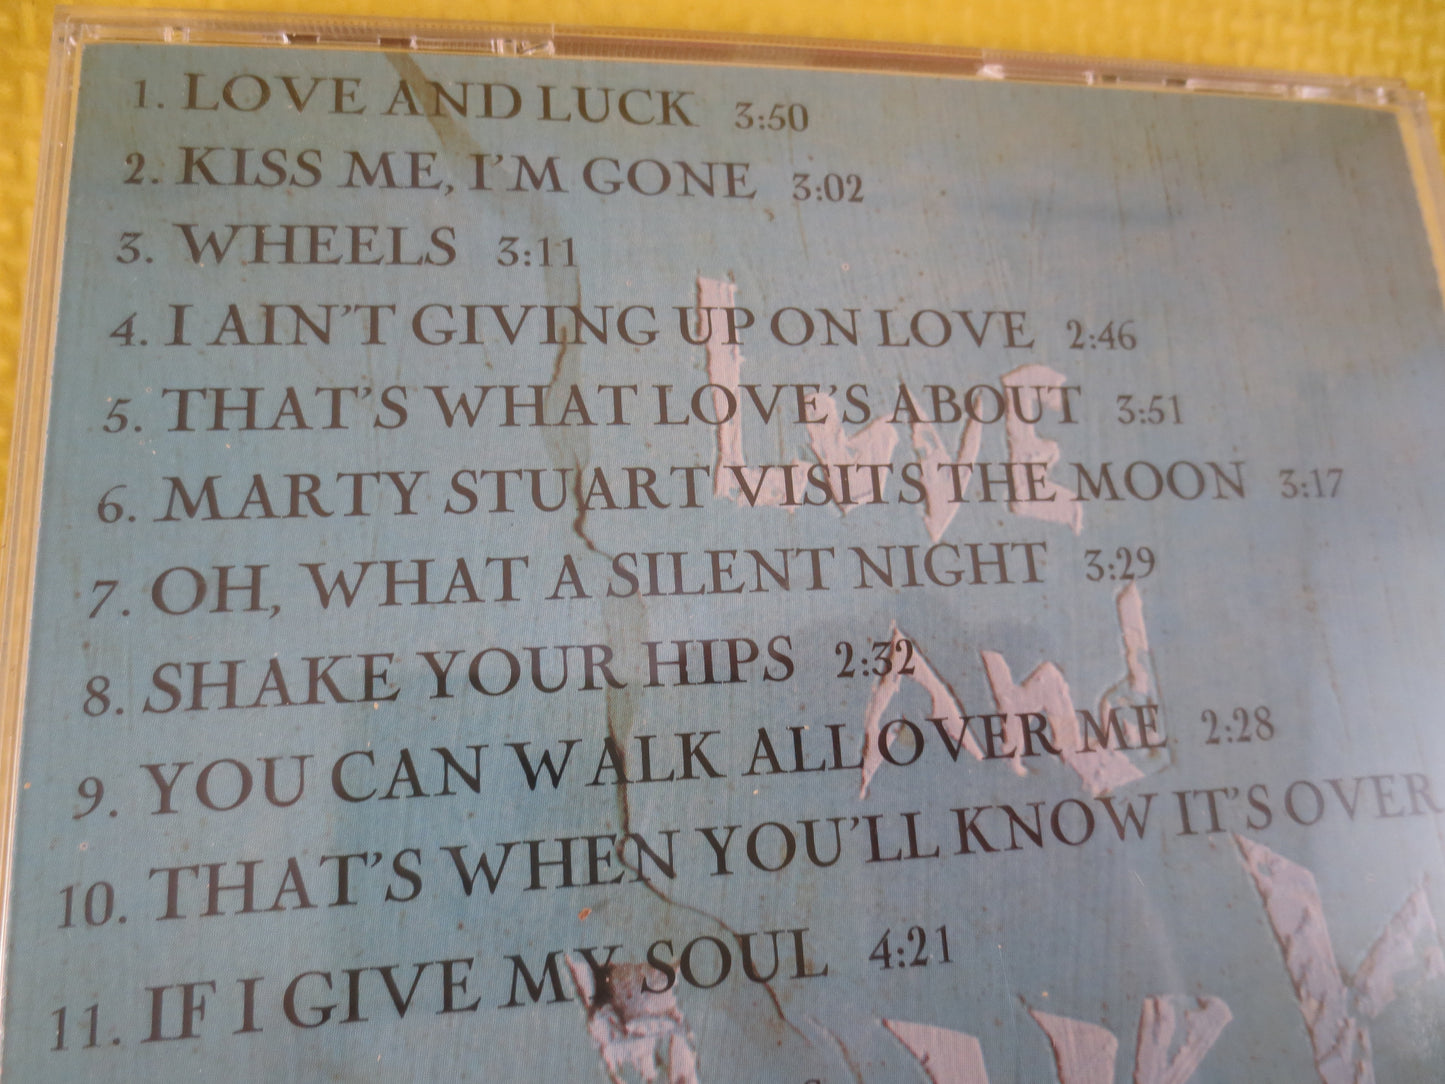 1. LOVE AND LUCK 3:50
2. KISS ME, I'M GONE 3:02
3. WHEELS 3:11
4. I AIN'T GIVING UP ON LOVE 2:46
5. THAT'S WHAT LOVE'S ABOUT 3:51
6. MARTY STUART VISITS THE MOON 3:17
7. OH, WHAT A SILENT NIGHT 3:29
8. SHAKE YOUR HIPS 2:32
9. YOU CAN WALK ALL OVER ME 2:28
10. THAT'S WHEN YOU'LL KNOW IT'S OVER
11. IF I GIVE MY SOUL 4:21
LOVE
AND